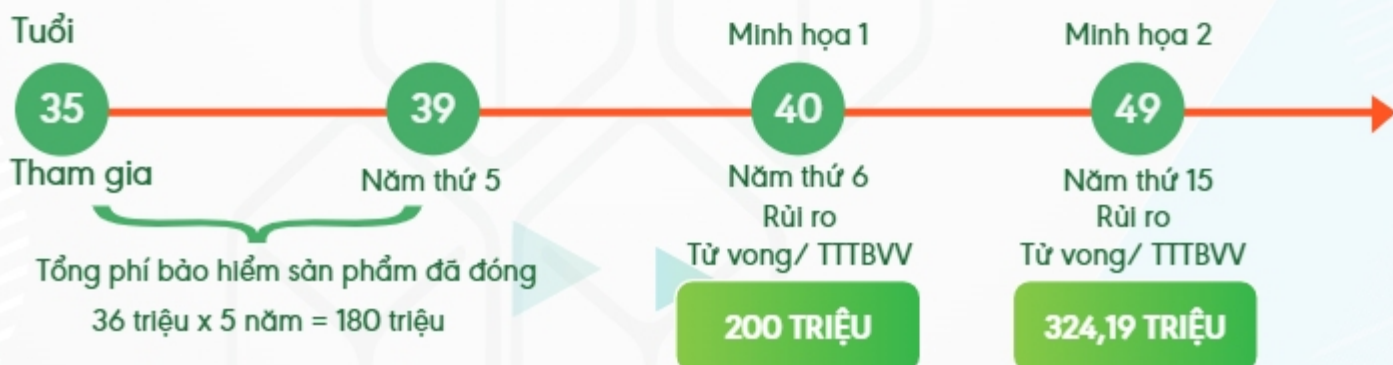 Tuổi
35
39
40
49
Tham gia
Năm thứ 5
Tổng phí bảo hiểm sản phẩm đã đóng
36 triệu x 5 năm = 180 triệu
Minh họa 1
Năm thứ 6
Rủi ro
Tử vong/ TTTBVV
200 TRIỆU
Minh họa 2
Năm thứ 15
Rủi ro
Tử vong/ TTTBVV
324,19 TRIỆU